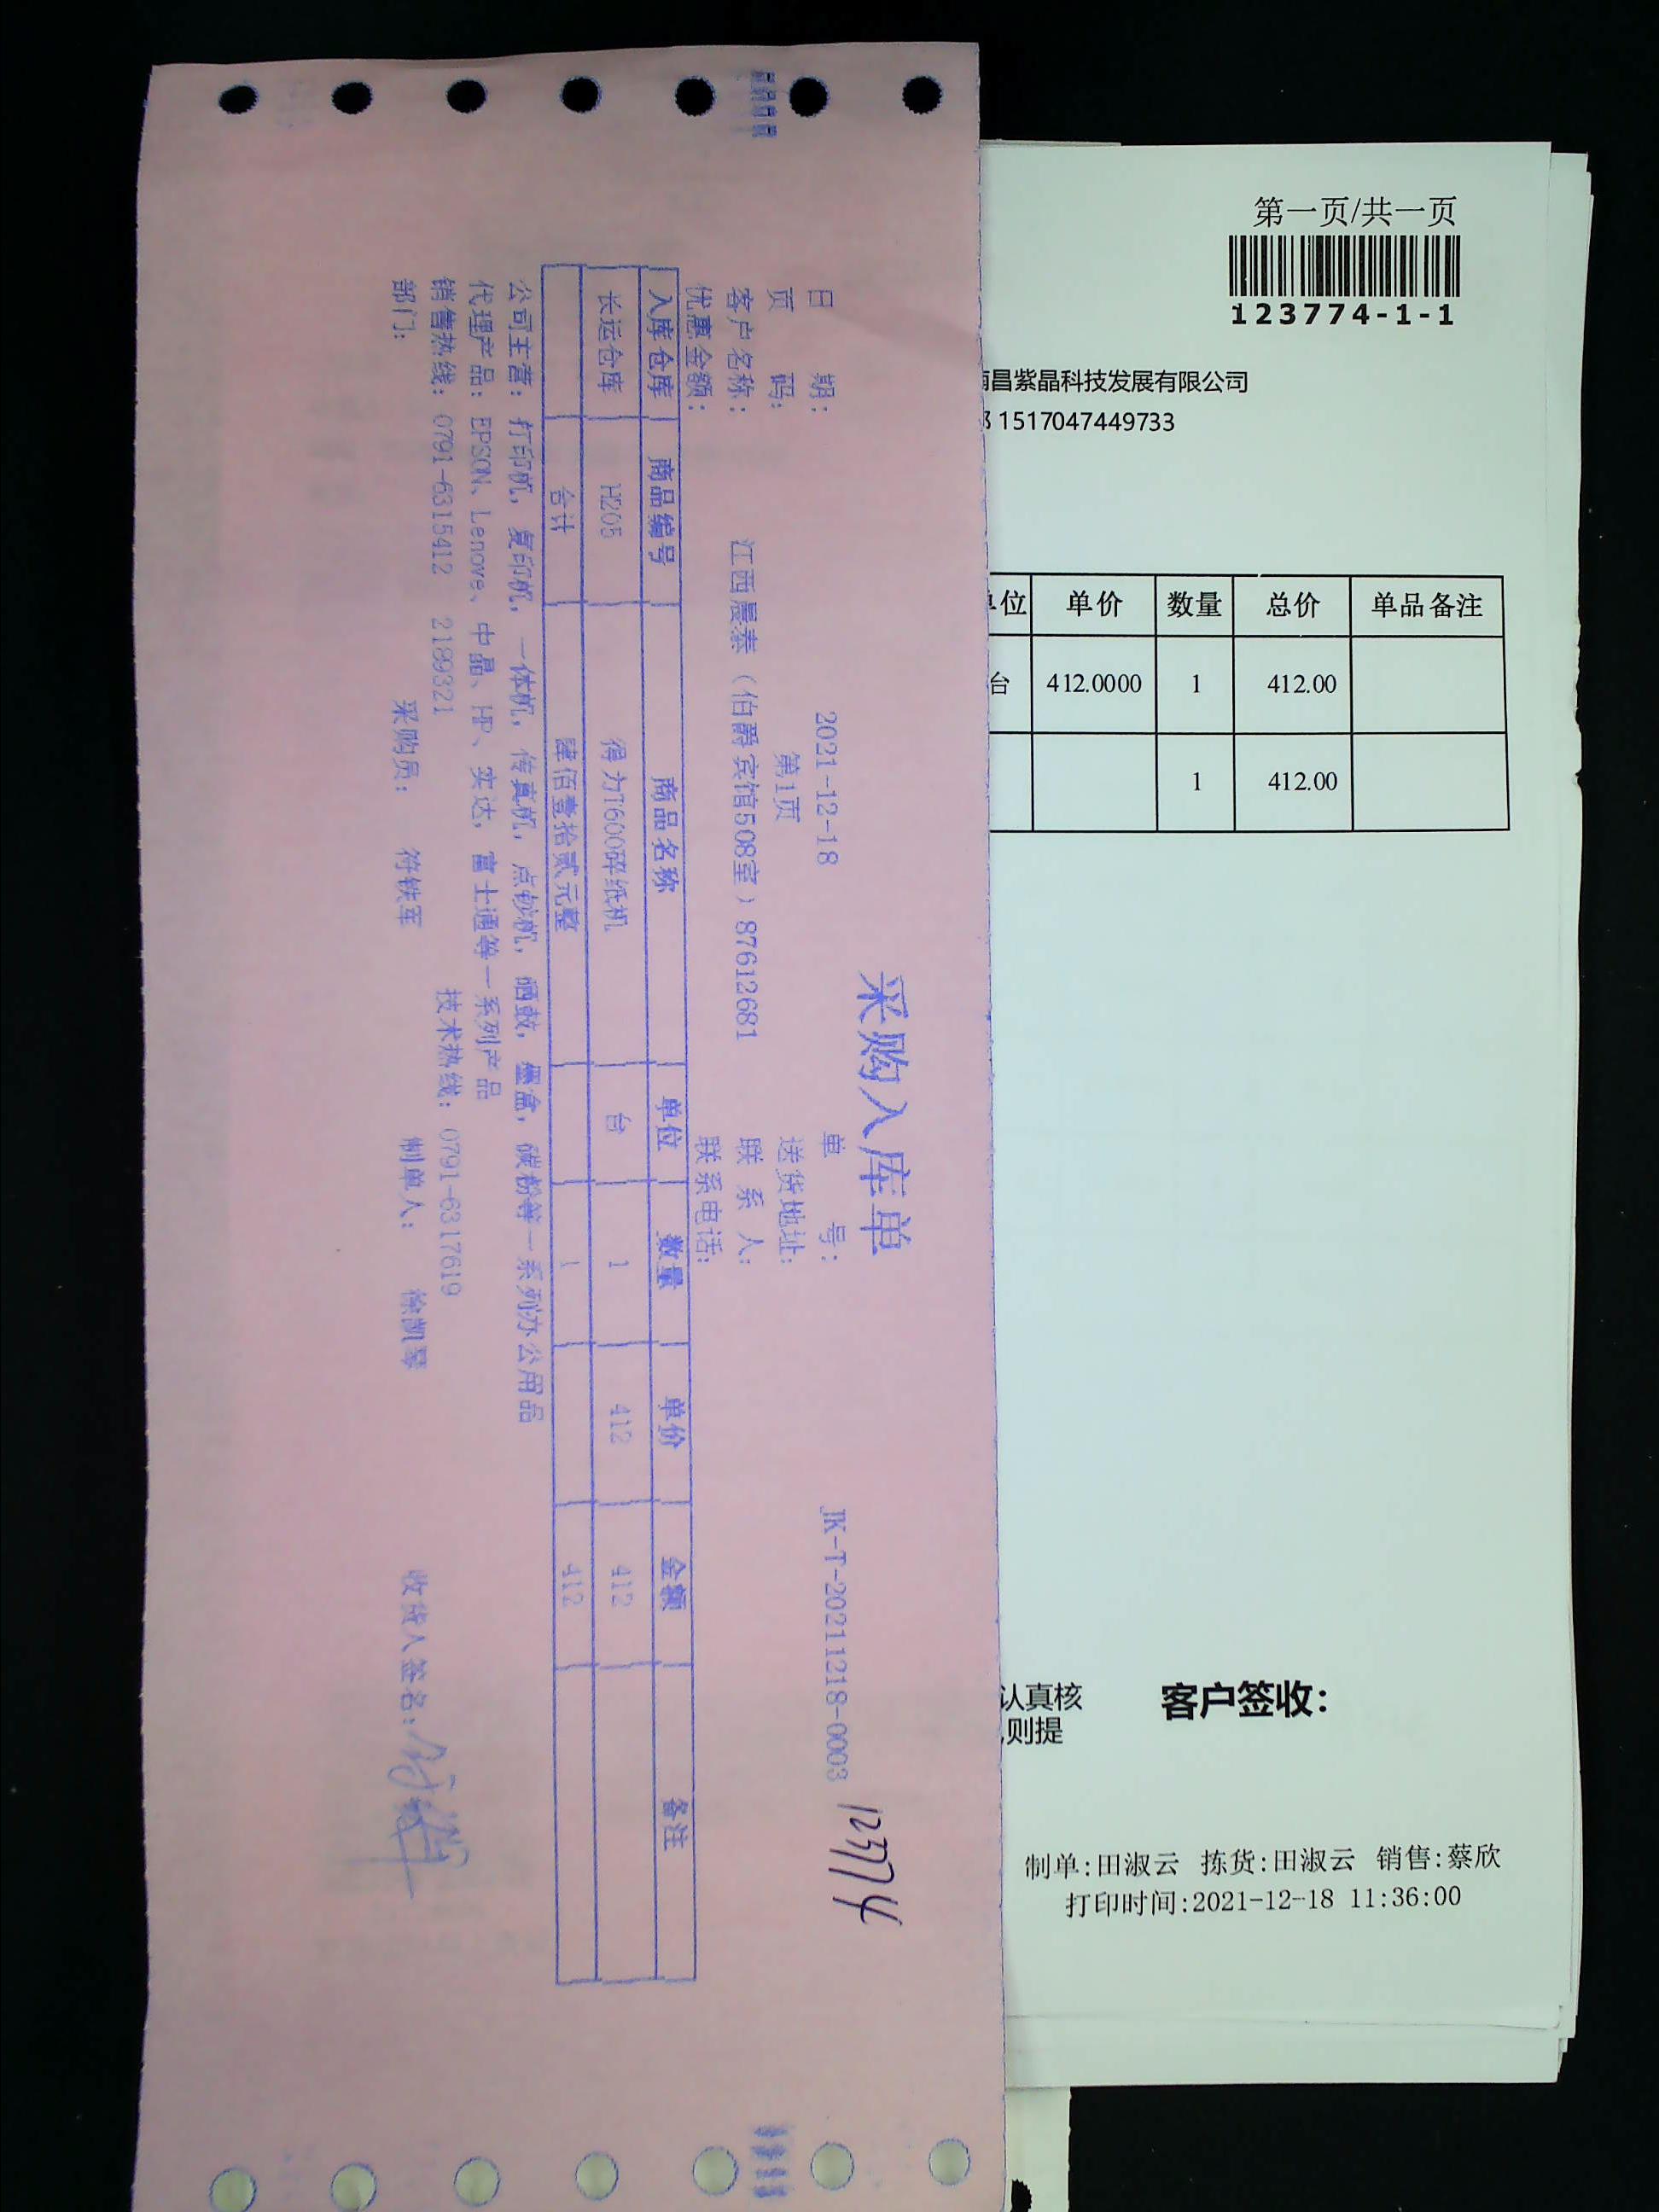 采购入库单
日 期： 2021-12-18 单 号： JK-T-20211218-0003 123774
页 码： 第1页 送货地址：
客户名称： 江西晨泰（伯爵宾馆508室）87612681 联 系 人：
优惠金额： 联系电话：
入库仓库 商品编号 商品名称 单位 数量 单价 金额 备注
长运仓库 H205 得力T600碎纸机 台 1 412 412
合计 肆佰壹拾贰元整 1 412
公司主营：打印机，复印机，一体机，传真机，点钞机，硒鼓，墨盒，碳粉等一系列办公用品
代理产品：EPSON、Lenove、中晶、HP、实达，富士通等一系列产品
销售热线：0791-6315412 2189321 技术热线：0791-6317619
部门： 采购员： 符铁军 制单人： 徐凯琴 收货人签名：
第一页/共一页
123774-1-1
南昌紫晶科技发展有限公司
1517047449733
单位 单价 数量 总价 单品备注
台 412.0000 1 412.00
1 412.00
认真核
则提
客户签收：
制单:田淑云 拣货:田淑云 销售:蔡欣
打印时间:2021-12-18 11:36:00